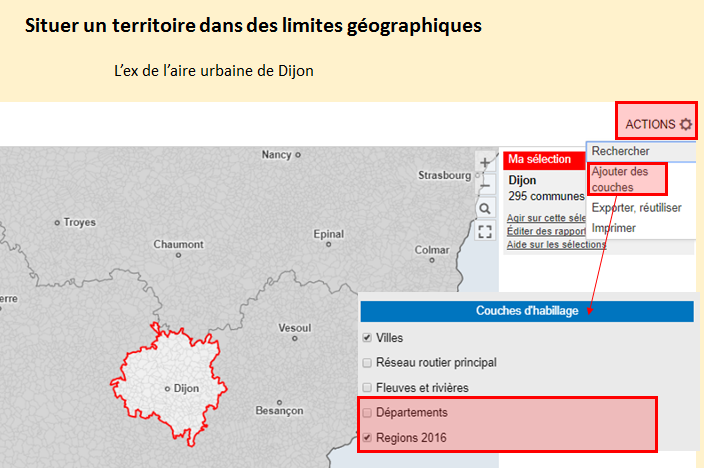 Situer un territoire dans des limites géographiques
L'ex de l'aire urbaine de Dijon
ACTIONS
Rechercher
Ajouter des
couches
Exporter, réutiliser
Imprimer
Ma sélection
Dijon
295 communes
Agir sur cette séle
Éditer des rapport
Aide sur les sélections
+
−
Nancy
Strasbourg
Troyes
Chaumont
Epinal
Colmar
erre
Vesoul
Dijon
Besançon
Couches d'habillage
Villes
Réseau routier principal
Fleuves et rivières
Départements
Regions 2016